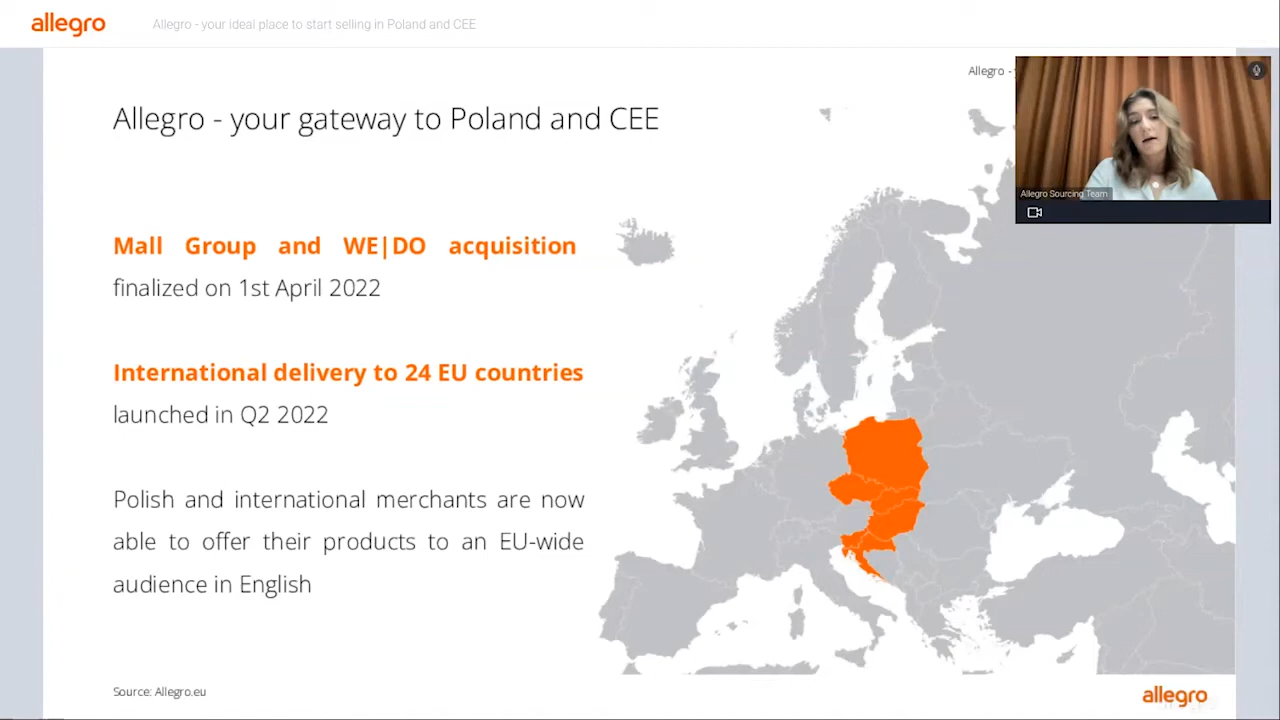 allegro
Allegro - your ideal place to start selling in Poland and CEE
Allegro -
Allegro - your gateway to Poland and CEE
Allegro Sourcing Team
Mall Group and WE|DO acquisition
finalized on 1st April 2022
International delivery to 24 EU countries
launched in Q2 2022
Polish and international merchants are now
able to offer their products to an EU-wide
audience in English
Source: Allegro.eu
allegro